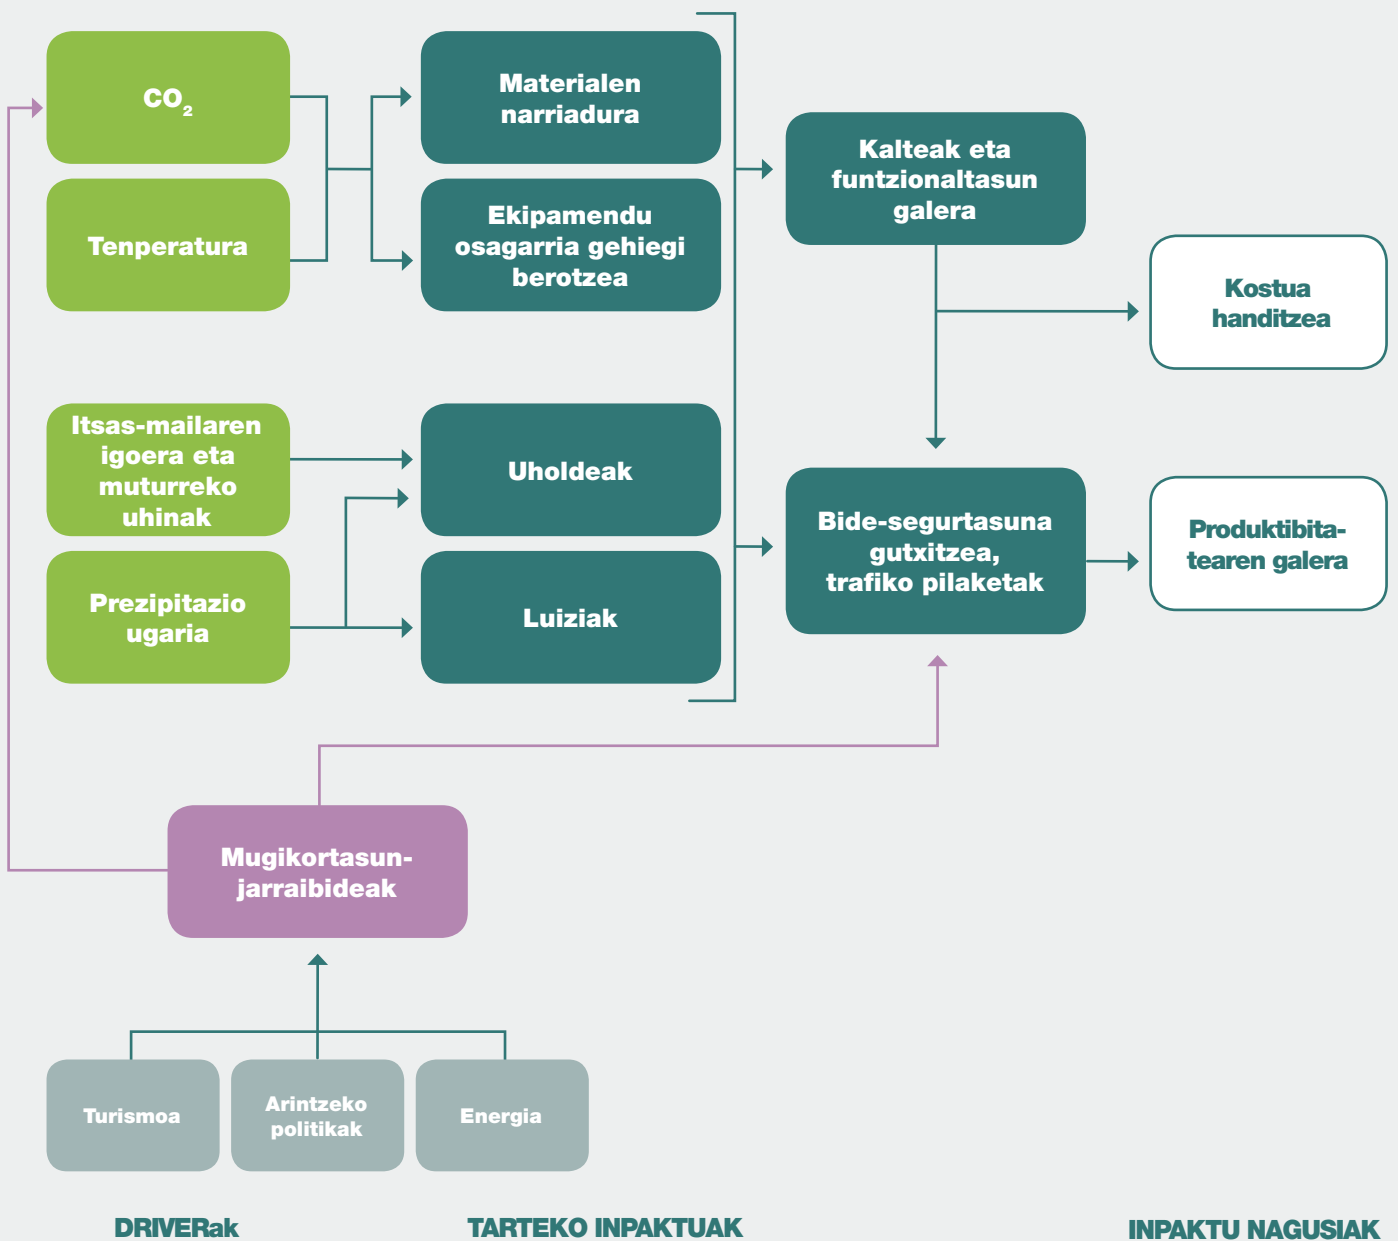 CO₂
Tenperatura
Itsas-mailaren
igoera eta
muturreko
uhinak
Prezipitazio
ugaria
Materialen
narriadura
Ekipamendu
osagarria gehiegi
berotzea
Uholdeak
Luiziak
Kalteak eta
funtzionaltasun
galera
Bide-segurtasuna
gutxitzea,
trafiko pilaketak
Kostua
handitzea
Produktibita-
tearen galera
Mugikortasun-
jarraibideak
Turismoa
Arintzeko
politikak
Energia
DRIVERak
TARTEKO INPAKTUAK
INPAKTU NAGUSIAK